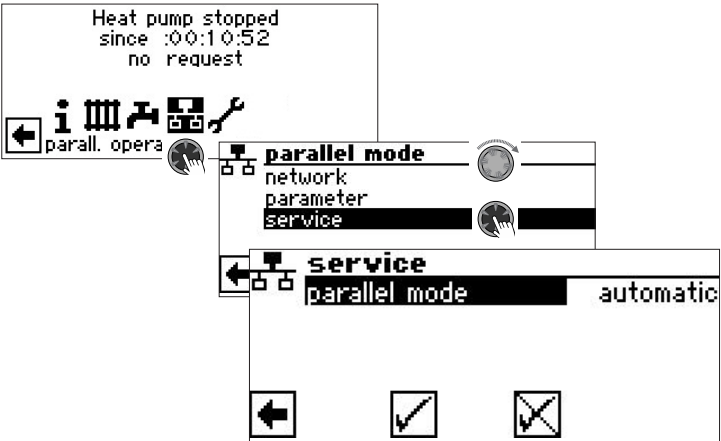 Heat pump stopped
since :00:10:52
no request
parall. opera
parallel mode
network
parameter
service
service
parallel mode automatic